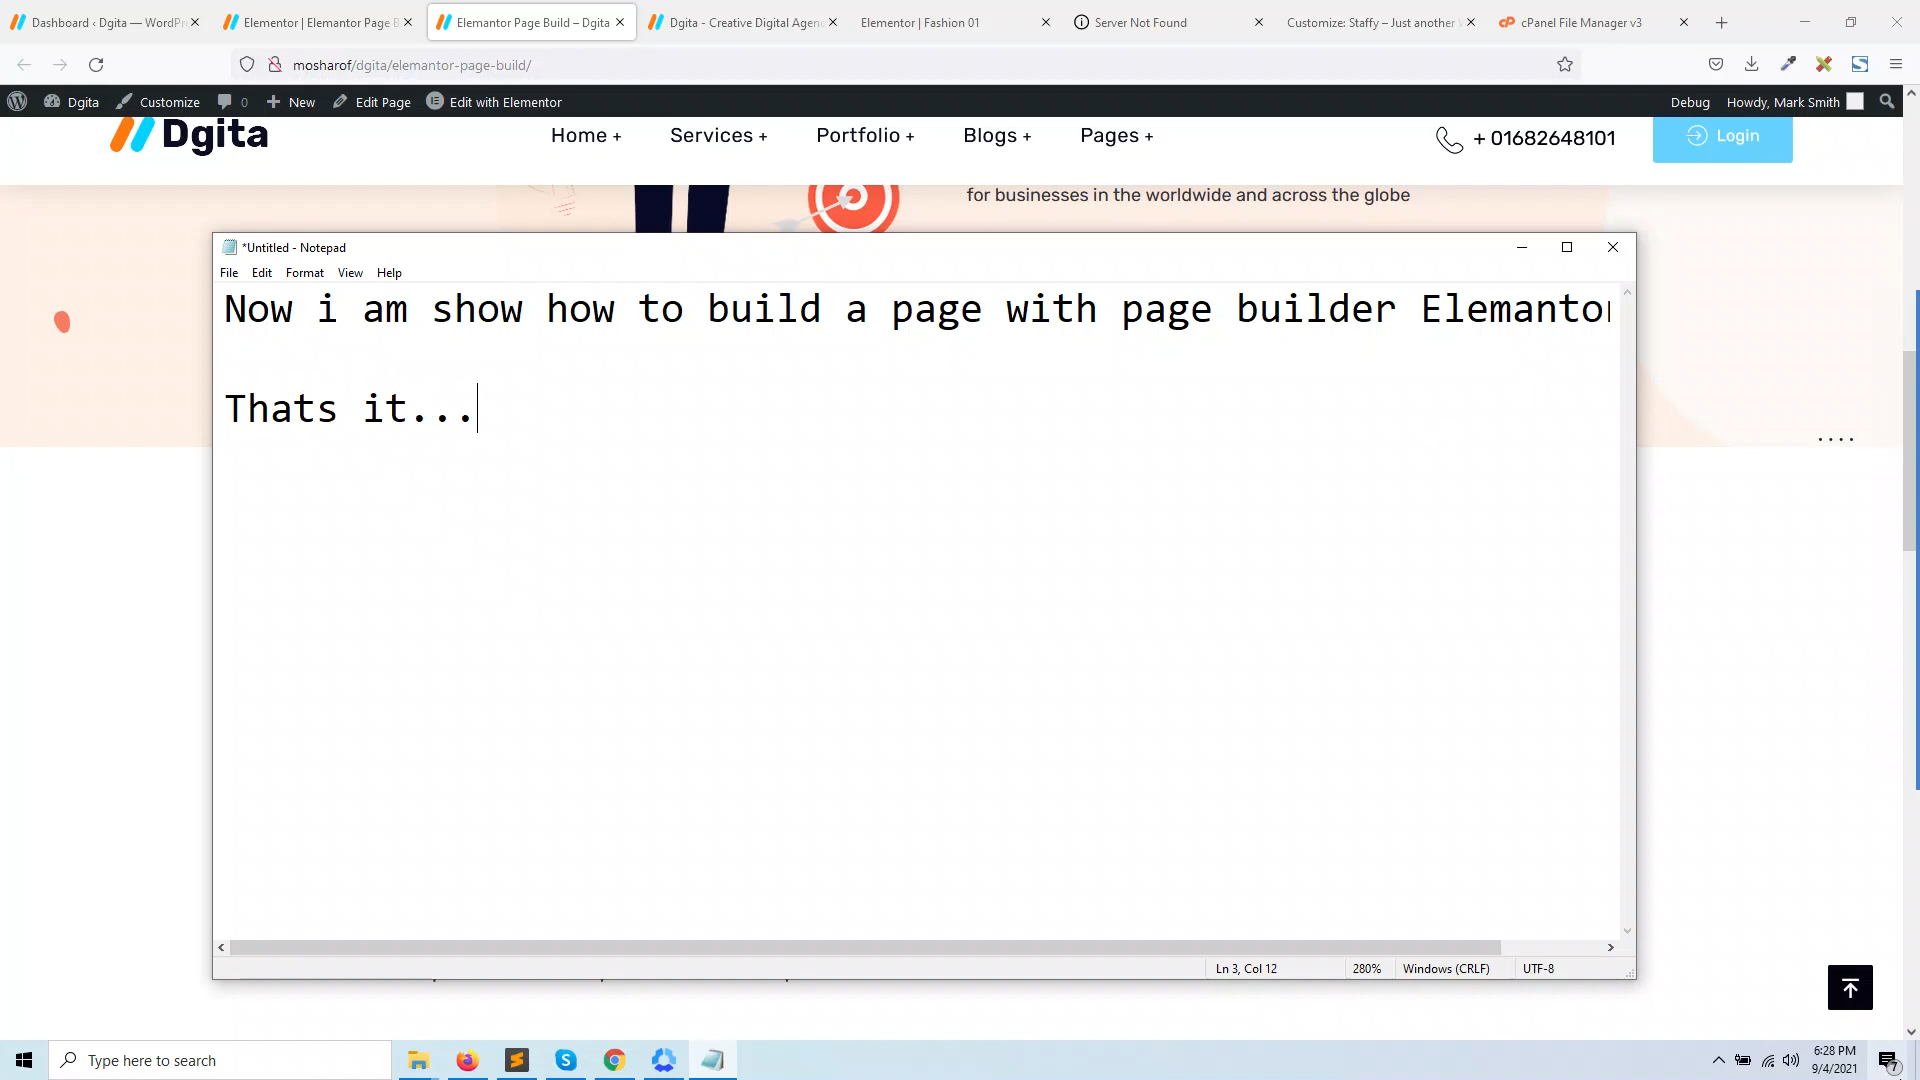 Dashboard ‹ Dgita — WordPr
Elementor | Elemantor Page B
Elemantor Page Build – Dgita
Dgita - Creative Digital Agenc
Elementor | Fashion 01
Server Not Found
Customize: Staffy – Just another
cPanel File Manager v3
mosharof/dgita/elemantor-page-build/
Dgita
Customize
0
New
Edit Page
Edit with Elementor
Debug
Howdy, Mark Smith
Dgita
Home +
Services +
Portfolio +
Blogs +
Pages +
+ 01682648101
Login
for businesses in the worldwide and across the globe
*Untitled - Notepad
File Edit Format View Help
Now i am show how to build a page with page builder Elemantor
Thats it...
Ln 3, Col 12
280%
Windows (CRLF)
UTF-8
Type here to search
6:28 PM
9/4/2021
7